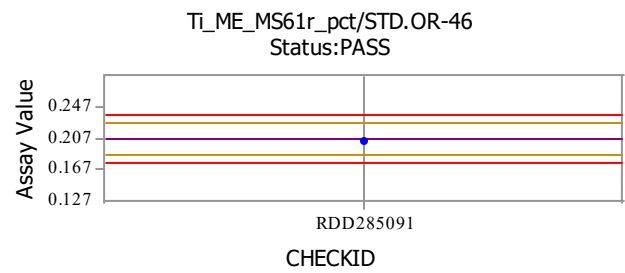 Ti_ME_MS61r_pct/STD.OR-46
Status:PASS
Assay Value
0.247
0.207
0.167
0.127
RDD285091
CHECKID